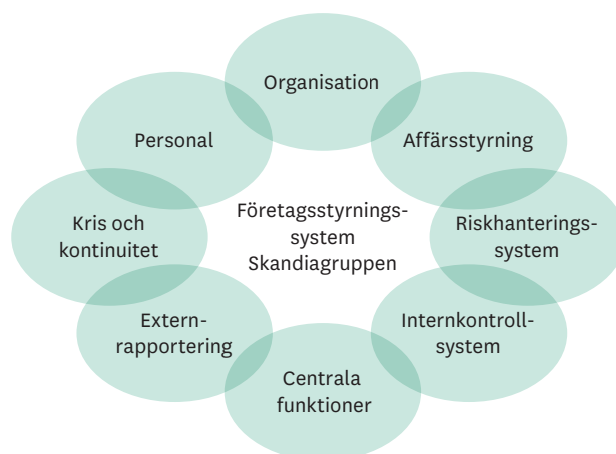 Organisation
Personal
Affärsstyrning
Kris och
kontinuitet
Företagsstyrnings-
system
Skandiagruppen
Riskhanterings-
system
Extern-
rapportering
Internkontroll-
system
Centrala
funktioner